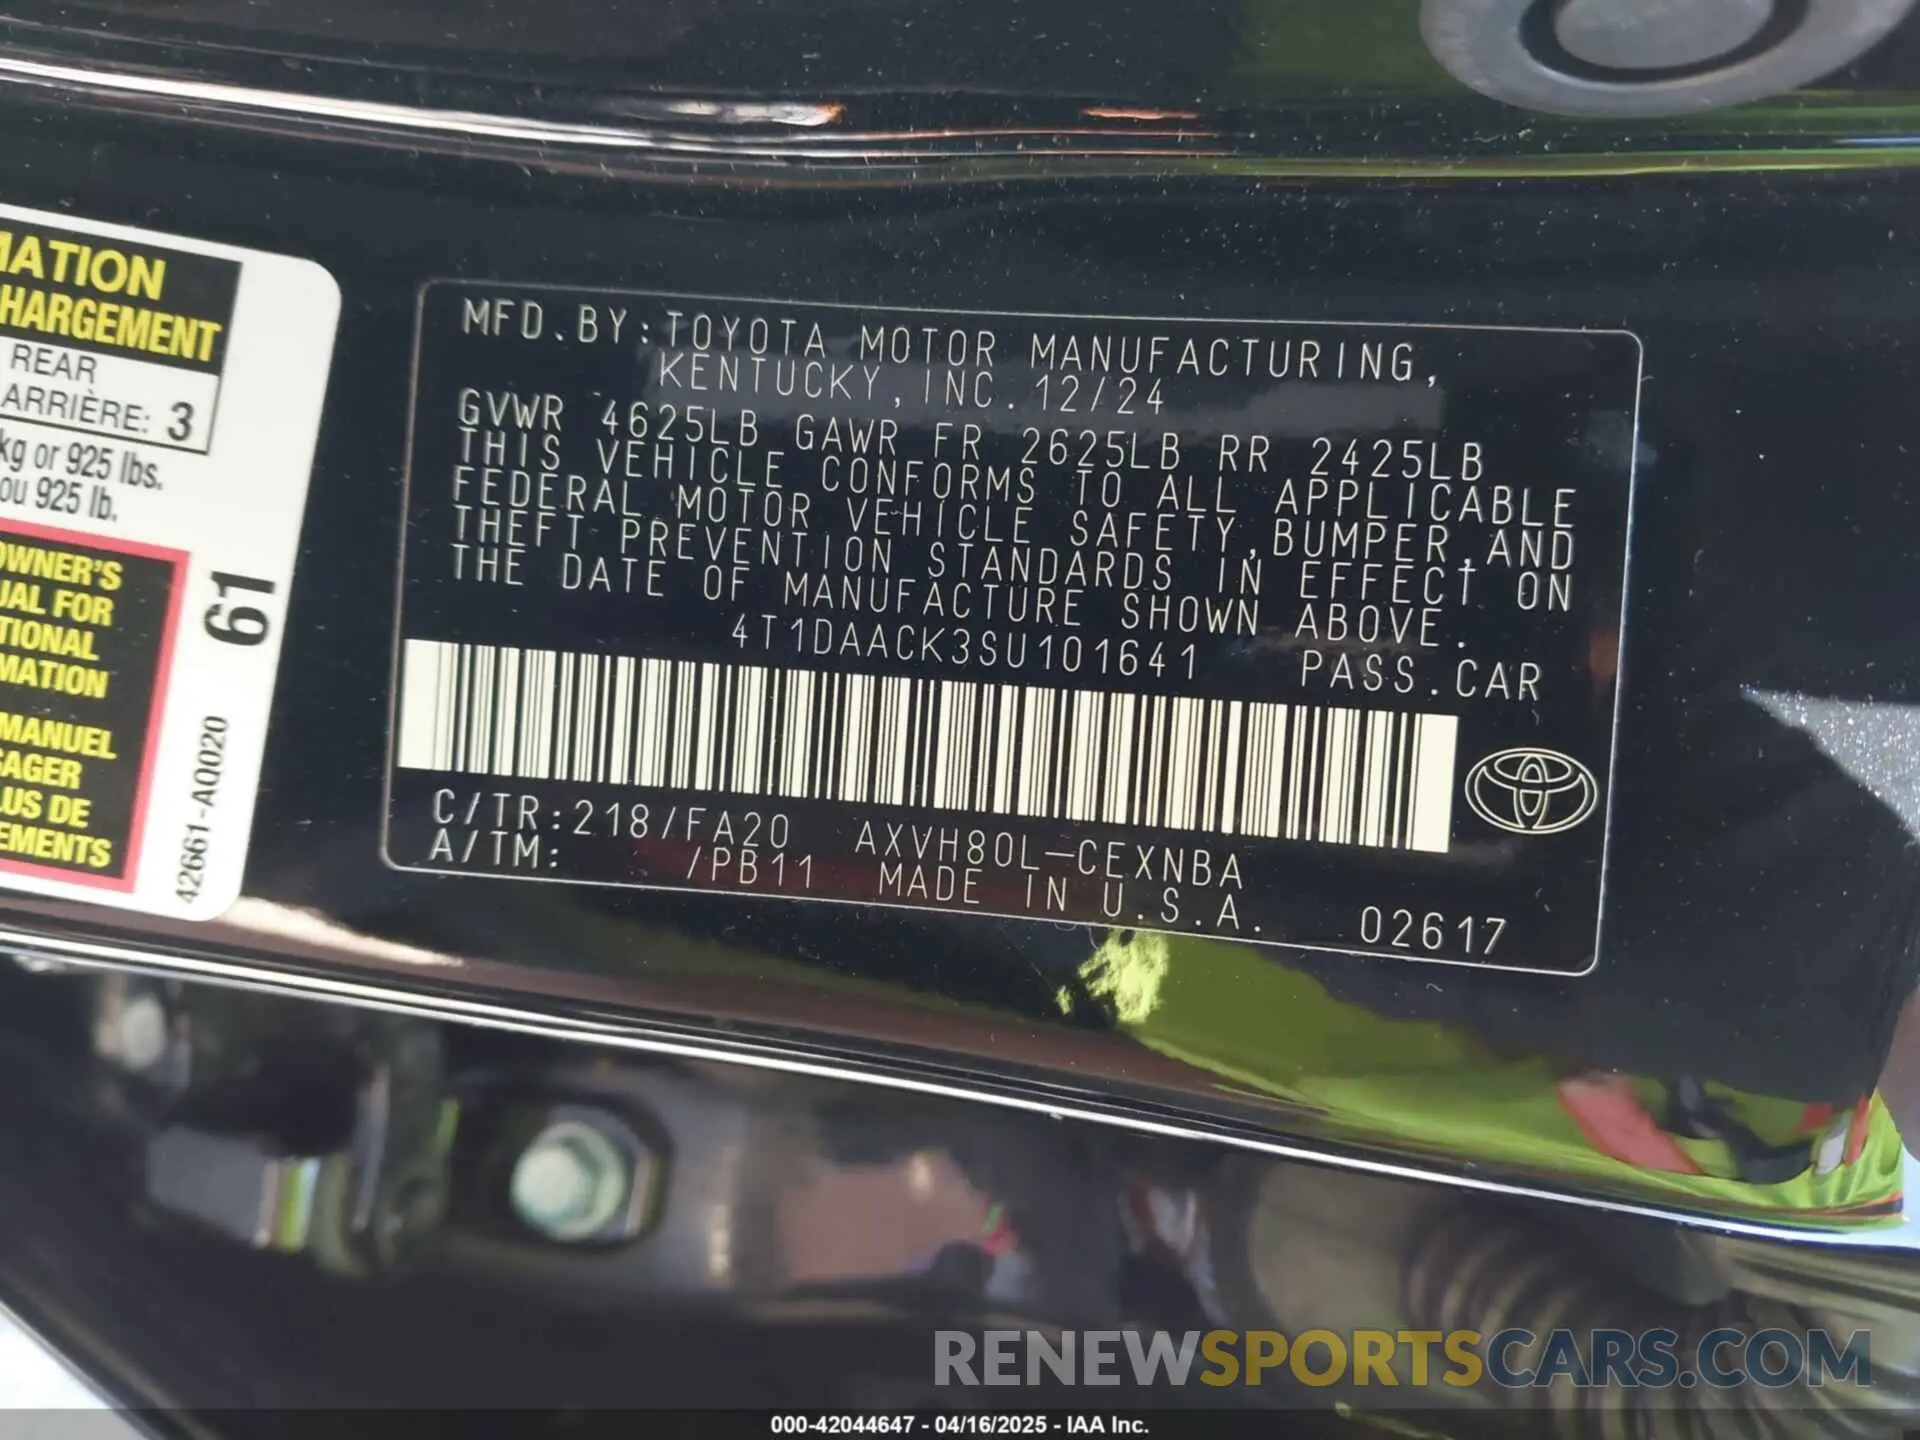 MATION
HARGEMENT
REAR
ARRIÈRE: 3
kg or 925 lbs.
ou 925 lb.
OWNER'S
UAL FOR
TIONAL
MATION
MANUEL
AGER
LUS DE
EMENTS
61
42661-AQ020
MFD.BY:TOYOTA MOTOR MANUFACTURING,
KENTUCKY, INC. 12/24
GVWR 4625LB GAWR FR 2625LB RR 2425LB
THIS VEHICLE CONFORMS TO ALL APPLICABLE
FEDERAL MOTOR VEHICLE SAFETY, BUMPER, AND
THEFT PREVENTION STANDARDS IN EFFECT ON
THE DATE OF MANUFACTURE SHOWN ABOVE.
4T1DAACK3SU101641 PASS.CAR
C/TR:218/FA20 AXVH80L-CEXNBA
A/TM: /PB11 MADE IN U.S.A. 02617
RENEWSPORTSCARS.COM
000-42044647 - 04/16/2025 - IAA Inc.